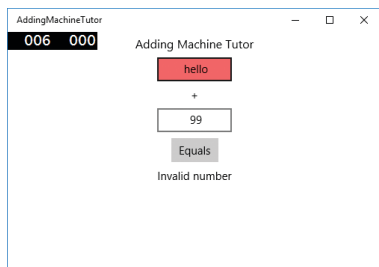 AddingMachineTutor
006 000
Adding Machine Tutor
hello
+
99
Equals
Invalid number